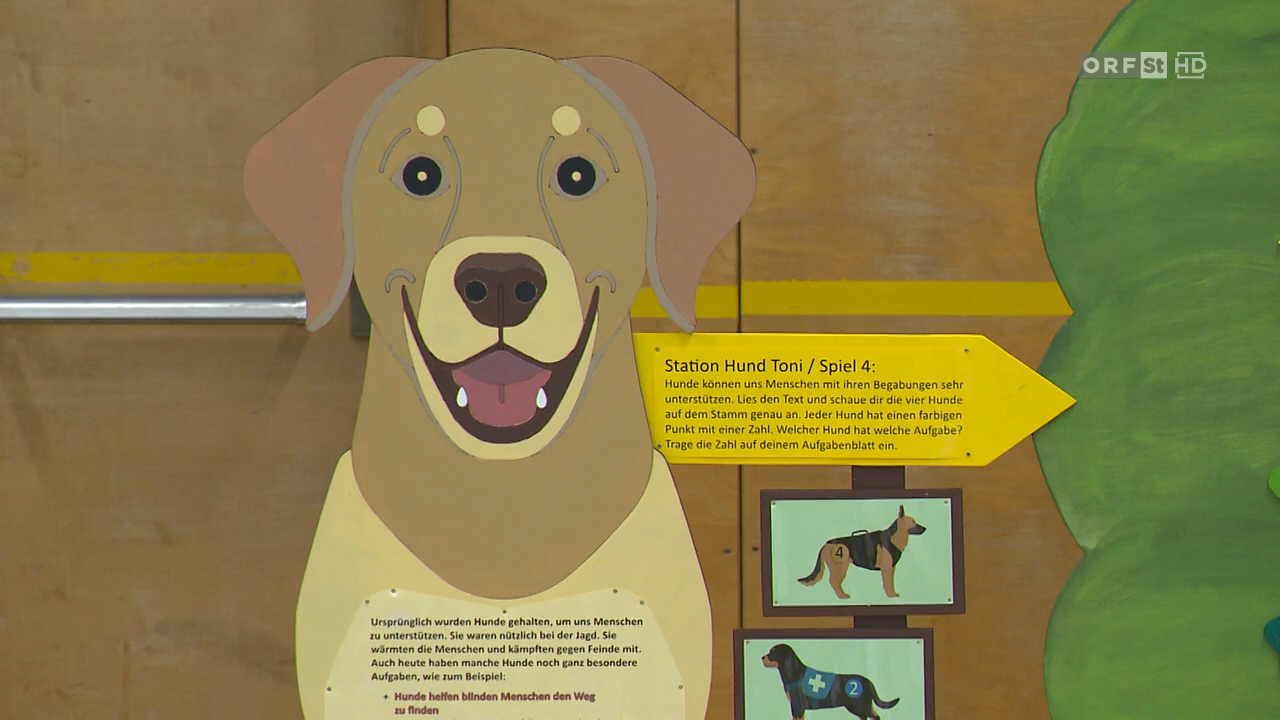 ORF St HD
Station Hund Toni / Spiel 4:
Hunde können uns Menschen mit ihren Begabungen sehr
unterstützen. Lies den Text und schaue dir die vier Hunde
auf dem Stamm genau an. Jeder Hund hat einen farbigen
Punkt mit einer Zahl. Welcher Hund hat welche Aufgabe?
Trage die Zahl auf deinem Aufgabenblatt ein.
4
2
Ursprünglich wurden Hunde gehalten, um uns Menschen
zu unterstützen. Sie waren nützlich bei der Jagd. Sie
wärmten die Menschen und kämpften gegen Feinde mit.
Auch heute haben manche Hunde noch ganz besondere
Aufgaben, wie zum Beispiel:
+ Hunde helfen blinden Menschen den Weg
zu finden